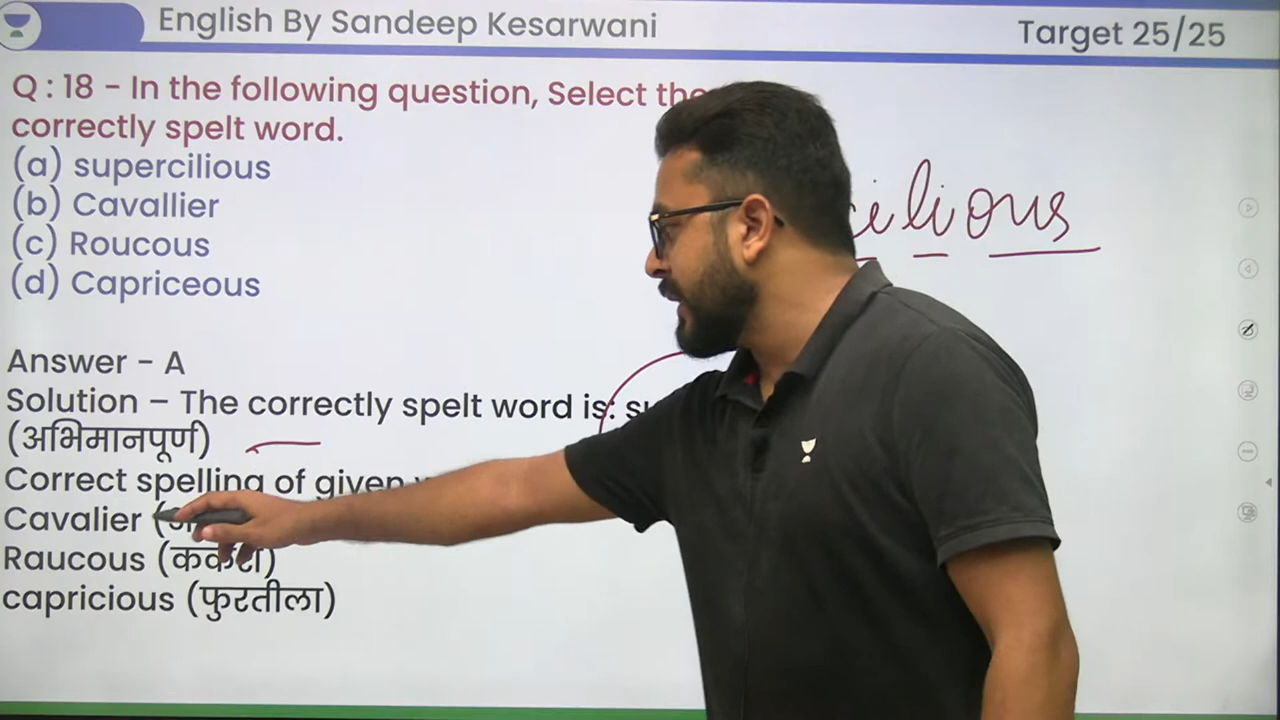 English By Sandeep Kesarwani
Target 25/25
Q : 18 - In the following question, Select the
correctly spelt word.
(a) supercilious
(b) Cavallier
(c) Roucous
(d) Capriceous
cilious
Answer - A
Solution – The correctly spelt word is:
(अभिमानपूर्ण)
Correct spelling of given
Cavalier
Raucous
capricious (फुरतीला)